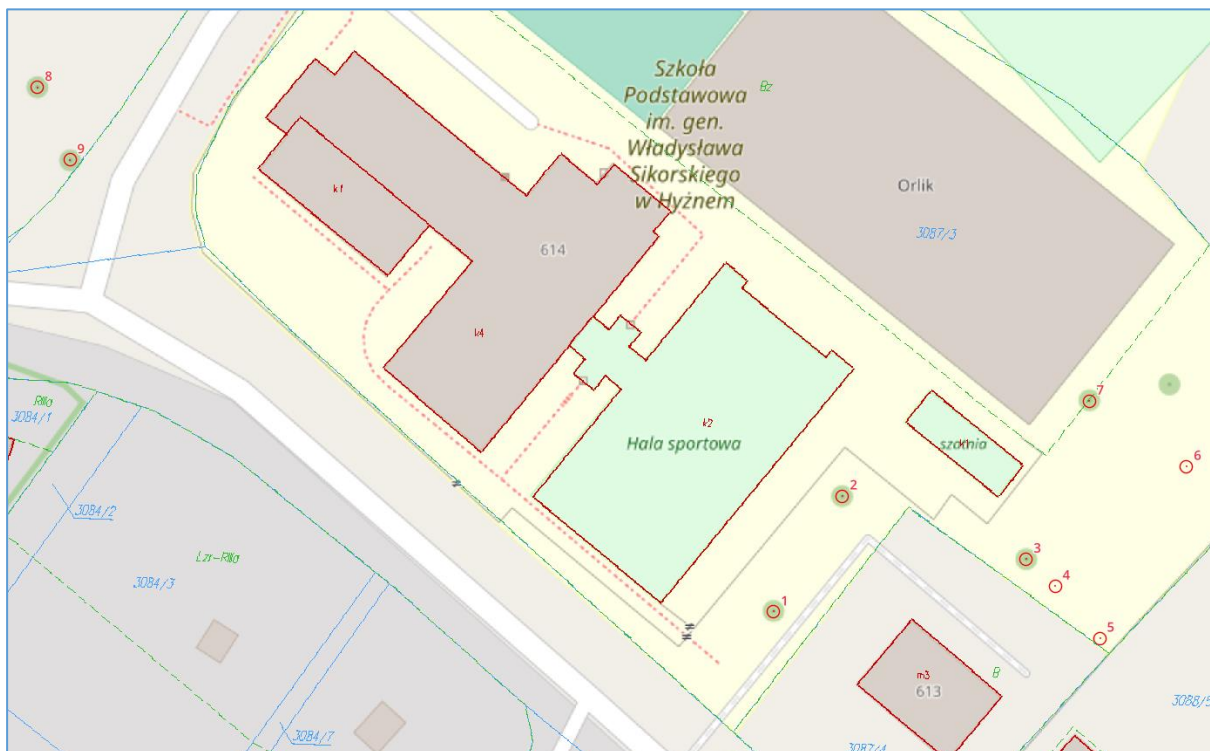 8
9
Szkoła
Podstawowa
im. gen.
Władysława
Sikorskiego
w Hyżnem
Bz
Orlik
3087/3
k1
614
k4
k2
Hala sportowa
szatnia
7
6
2
3
4
5
1
3084/1
3084/2
Lzr-RIIIa
3084/3
3084/7
m3
613
B
3087/4
3088/5